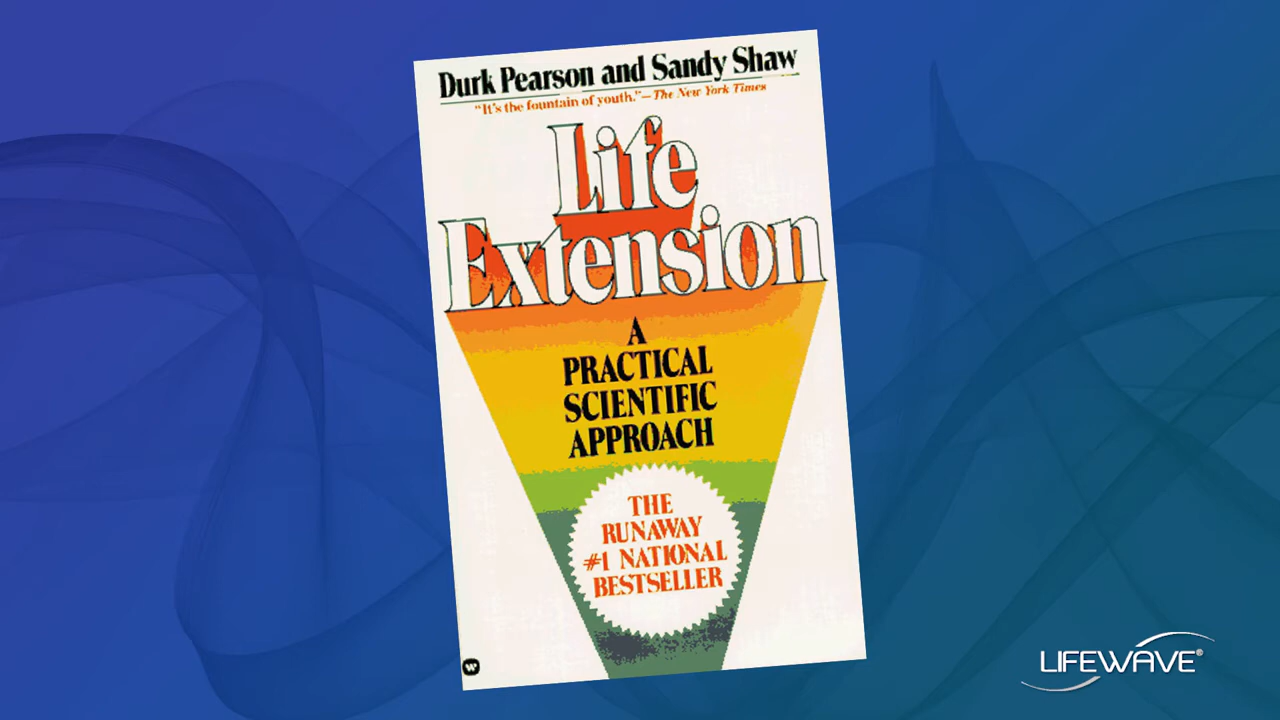 Durk Pearson and Sandy Shaw
"It's the fountain of youth."—The New York Times
Life
Extension
A
PRACTICAL
SCIENTIFIC
APPROACH
THE
RUNAWAY
#1 NATIONAL
BESTSELLER
W
LIFEWAVE®